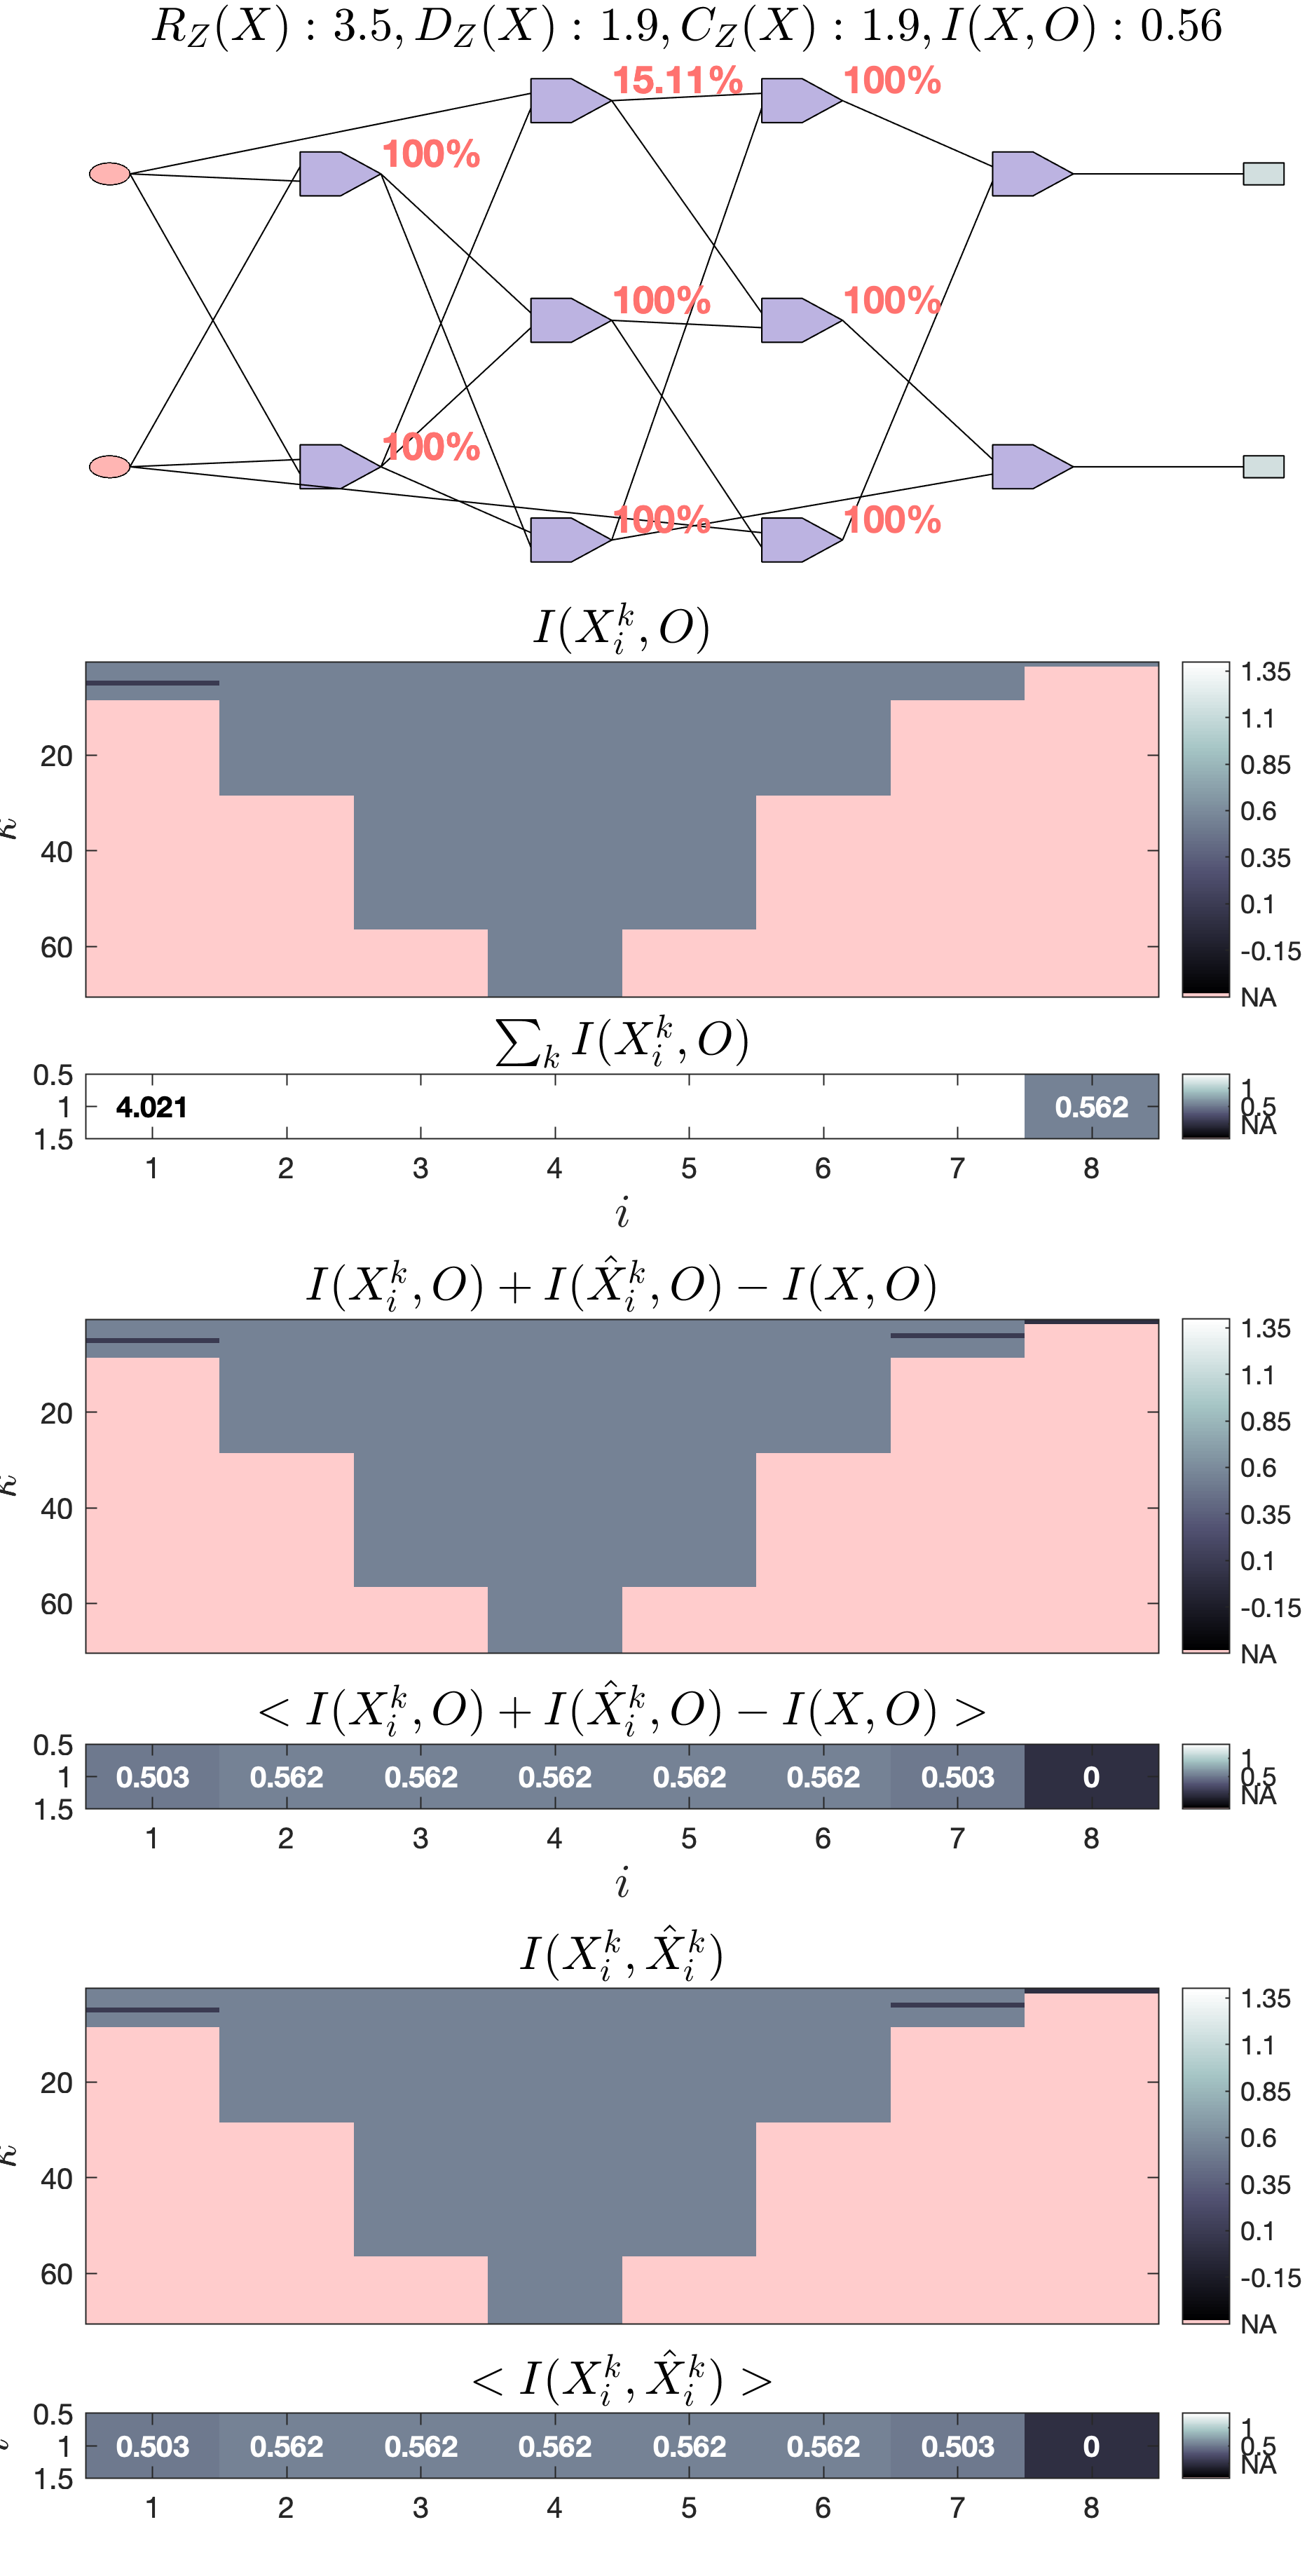 R_Z(X) : 3.5, D_Z(X) : 1.9, C_Z(X) : 1.9, I(X, O) : 0.56
15.11% 100%
100%
100% 100%
100%
100% 100%
I(X_i^k, O)
20
40
60
k
1.35
1.1
0.85
0.6
0.35
0.1
-0.15
NA
∑_k I(X_i^k, O)
0.5
1
1.5
4.021 0.562
1
0.5
NA
1 2 3 4 5 6 7 8
i
I(X_i^k, O) + I(X̂_i^k, O) − I(X, O)
20
40
60
k
1.35
1.1
0.85
0.6
0.35
0.1
-0.15
NA
< I(X_i^k, O) + I(X̂_i^k, O) − I(X, O) >
0.5
1
1.5
0.503 0.562 0.562 0.562 0.562 0.562 0.503 0
1
0.5
NA
1 2 3 4 5 6 7 8
i
I(X_i^k, X̂_i^k)
20
40
60
k
1.35
1.1
0.85
0.6
0.35
0.1
-0.15
NA
< I(X_i^k, X̂_i^k) >
0.5
1
1.5
0.503 0.562 0.562 0.562 0.562 0.562 0.503 0
1
0.5
NA
1 2 3 4 5 6 7 8